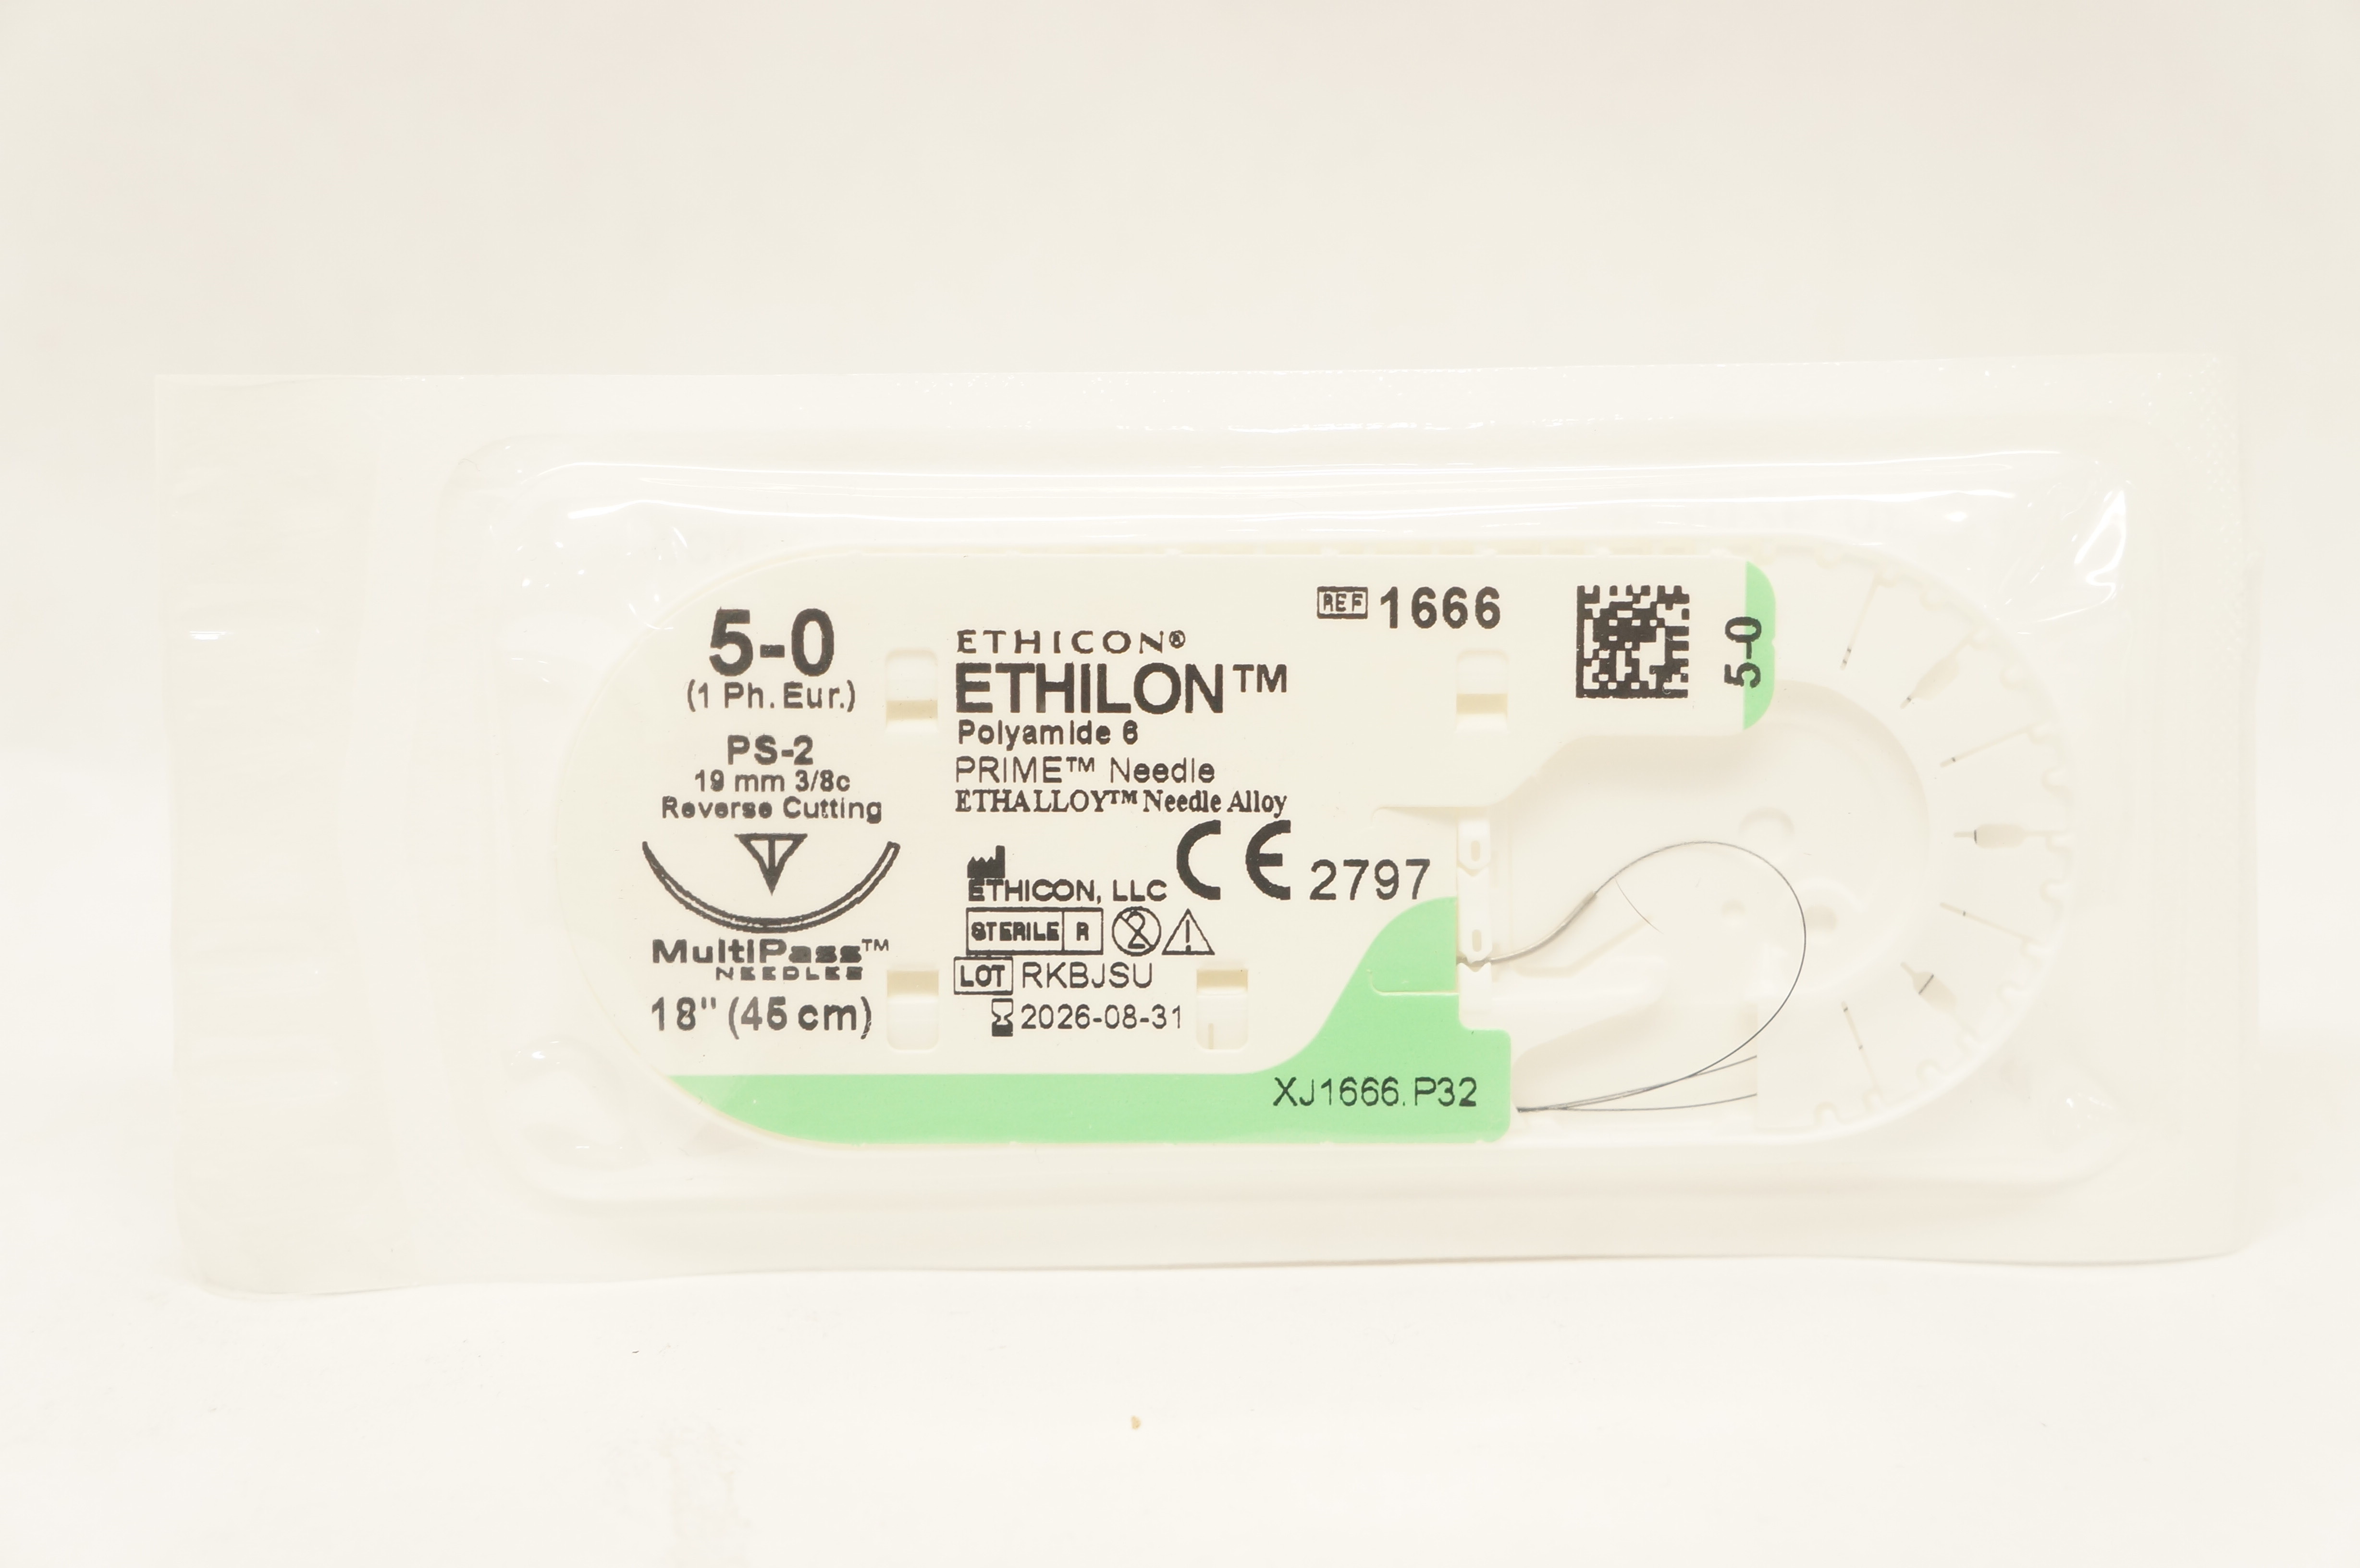 5-0
(1 Ph. Eur.)
PS-2
19 mm 3/8c
Reverse Cutting
MultiPass™
NEEDLES
18" (45 cm)
REF 1666
ETHICON®
ETHILON™
Polyamide 6
PRIME™ Needle
ETHALLOY™ Needle Alloy
ETHICON, LLC CE 2797
STERILE R
LOT RKBJSU
2026-08-31
XJ1666.P32
5-0